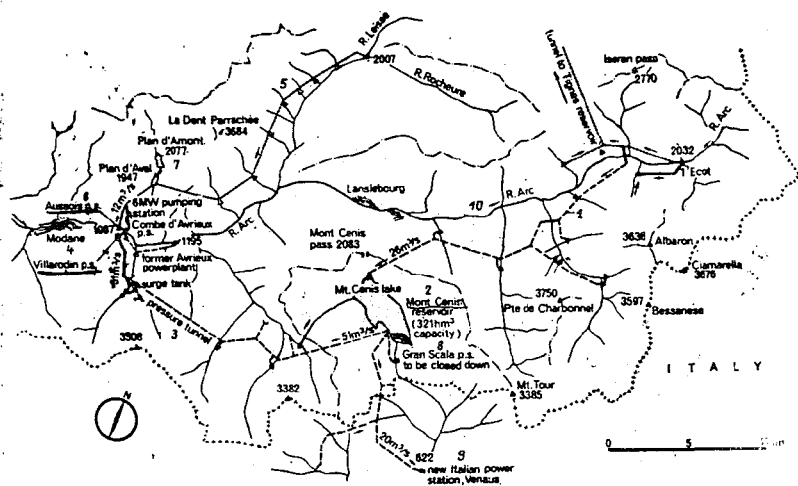 R. Leisse
2007
5
R. Rocheure
Tunnel to Tignes reservoir
Iseran pass
2770
R. Arc
2032
l'Ecot
La Dent Parrachée
3684
Plan d'Amont
2077
7
Plan d'Aval
1947
12m³/s
6
Aussois p.s.
6MW pumping
station
Combe d'Avrieux
p.s.
1087
Modane
4
1195
Villarodin p.s.
former Avrieux
powerplant
surge tank
R. Arc
Lanslebourg
10
R. Arc
1
Mont Cenis
pass 2083
26m³/s
Mt. Cenis lake
2
Mont Cenis
reservoir
(321hm³
capacity)
8
Gran Scala p.s.
to be closed down
51m³/s
pressure tunnel
3
3508
3382
3636
Albaron
Ciamarella
3676
3750
Pte de Charbonnel
3597
Bessanese
ITALY
Mt. Tour
3385
N
20m³/s
622
9
new Italian power
station, Venaus
0
5